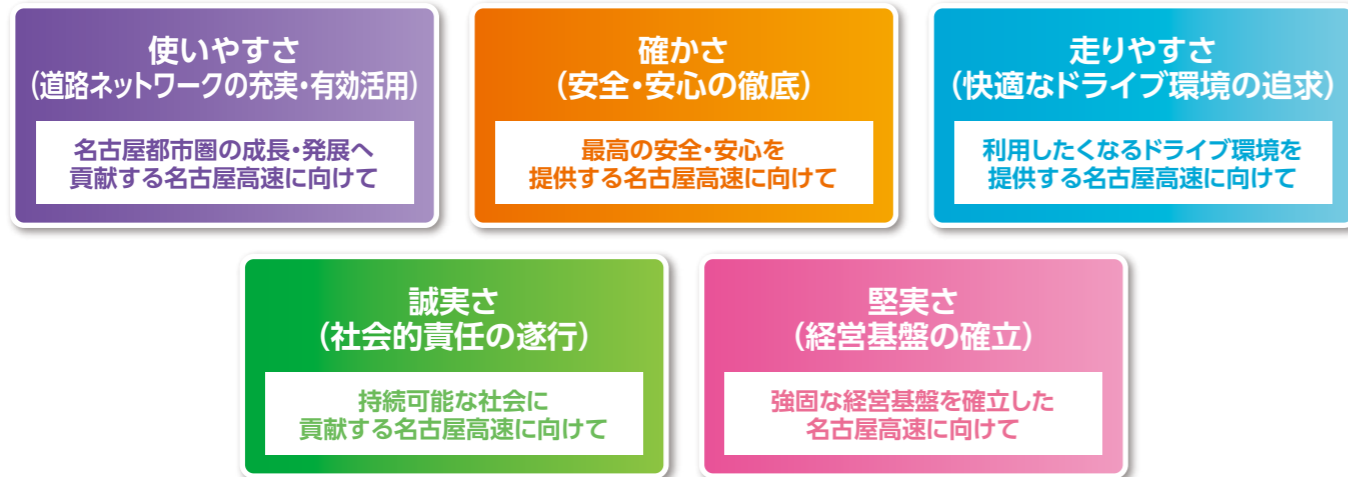 使いやすさ
(道路ネットワークの充実・有効活用)
名古屋都市圏の成長・発展へ
貢献する名古屋高速に向けて
確かさ
(安全・安心の徹底)
最高の安全・安心を
提供する名古屋高速に向けて
走りやすさ
(快適なドライブ環境の追求)
利用したくなるドライブ環境を
提供する名古屋高速に向けて
誠実さ
(社会的責任の遂行)
持続可能な社会に
貢献する名古屋高速に向けて
堅実さ
(経営基盤の確立)
強固な経営基盤を確立した
名古屋高速に向けて